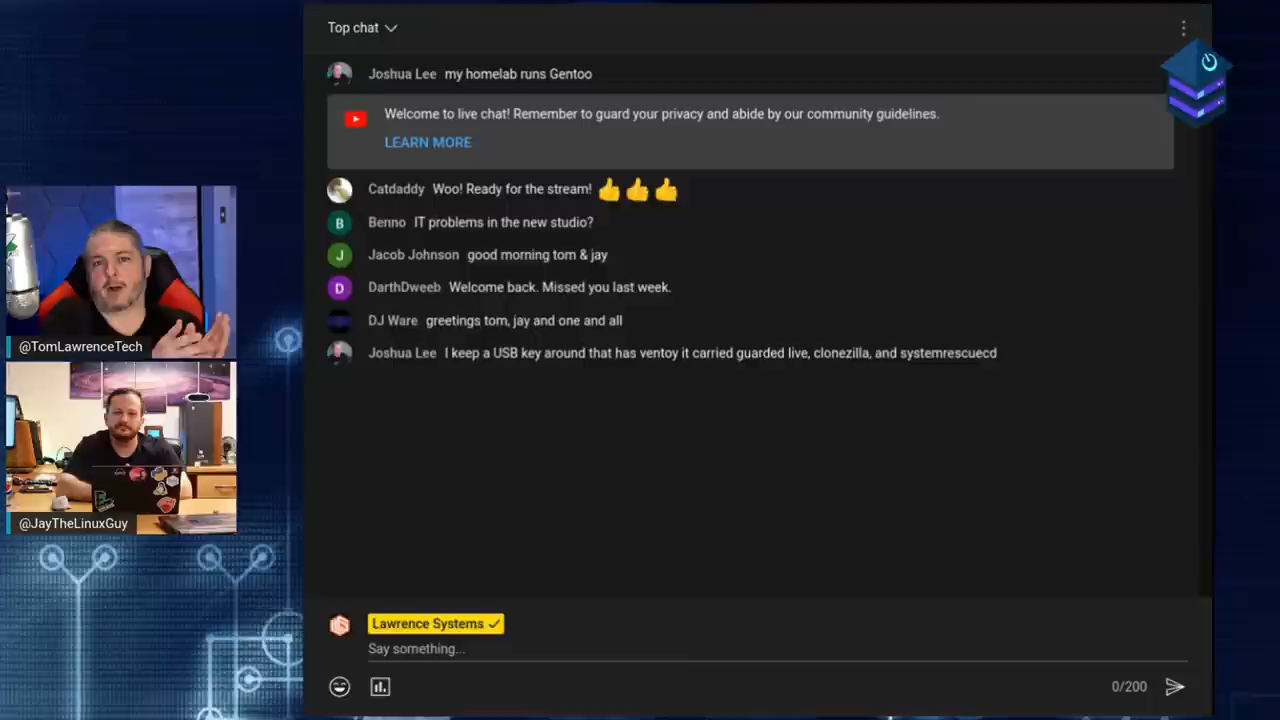 Top chat
Joshua Lee my homelab runs Gentoo
Welcome to live chat! Remember to guard your privacy and abide by our community guidelines.
LEARN MORE
Catdaddy Woo! Ready for the stream! 👍👍👍
B Benno IT problems in the new studio?
J Jacob Johnson good morning tom & jay
D DarthDweeb Welcome back. Missed you last week.
DJ Ware greetings tom, jay and one and all
@TomLawrenceTech
Joshua Lee I keep a USB key around that has ventoy it carried guarded live, clonezilla, and systemrescuecd
@JayTheLinuxGuy
Lawrence Systems
Say something...
0/200